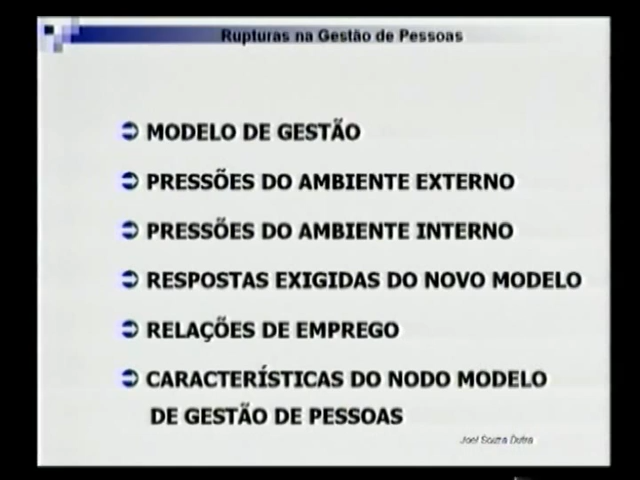 Rupturas na Gestão de Pessoas
MODELO DE GESTÃO
PRESSÕES DO AMBIENTE EXTERNO
PRESSÕES DO AMBIENTE INTERNO
RESPOSTAS EXIGIDAS DO NOVO MODELO
RELAÇÕES DE EMPREGO
CARACTERÍSTICAS DO NODO MODELO
DE GESTÃO DE PESSOAS
Joel Souza Dutra